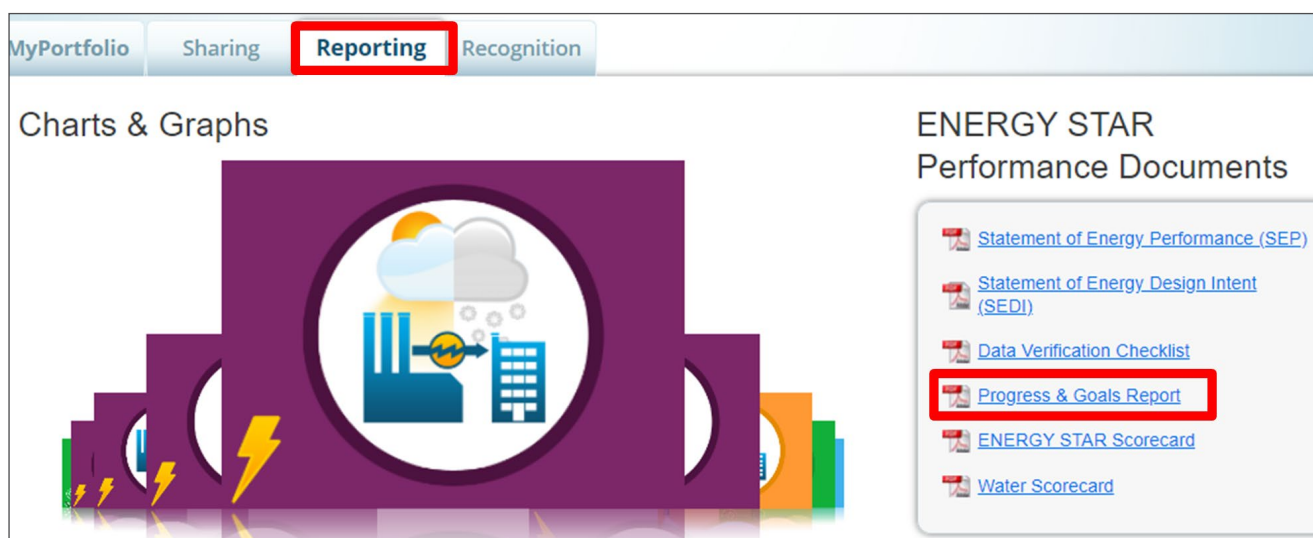 MyPortfolio Sharing Reporting Recognition
Charts & Graphs
ENERGY STAR
Performance Documents
Statement of Energy Performance (SEP)
Statement of Energy Design Intent
(SEDI)
Data Verification Checklist
Progress & Goals Report
ENERGY STAR Scorecard
Water Scorecard